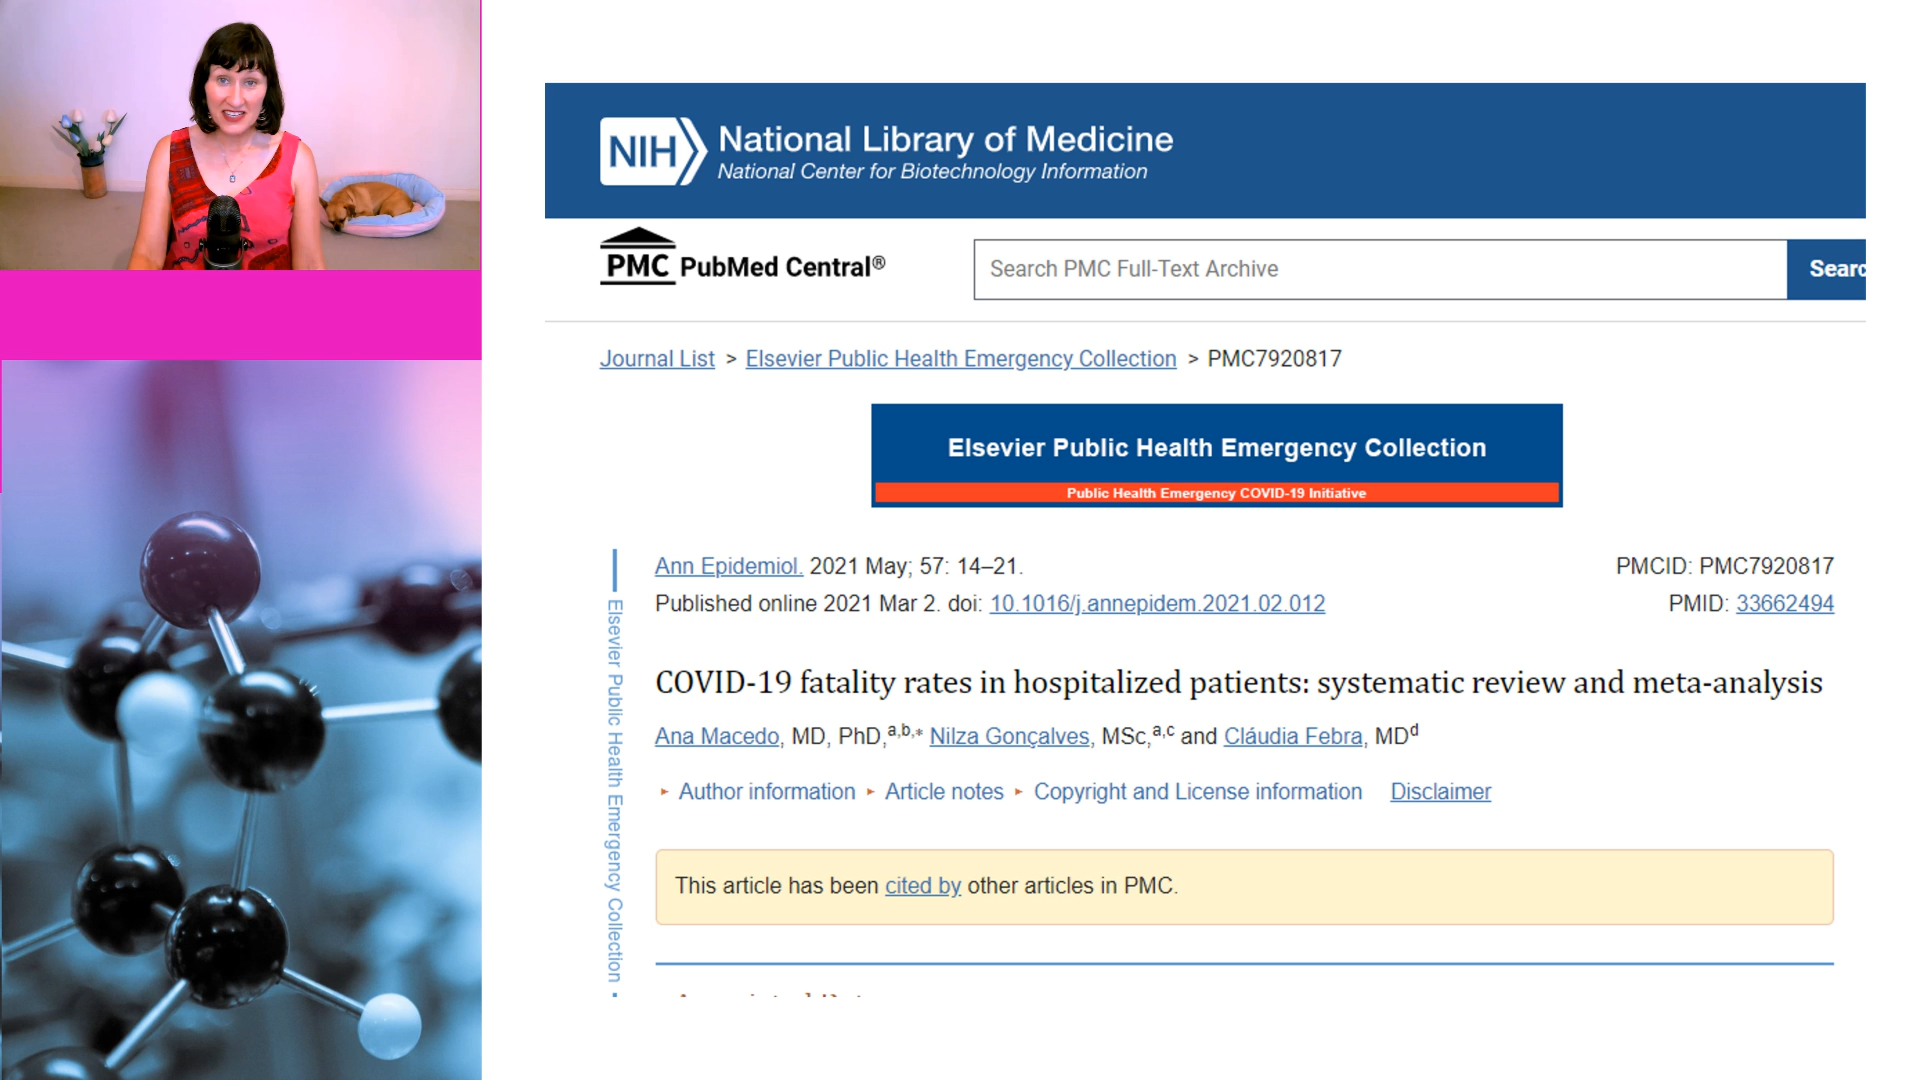 NIH
National Library of Medicine
National Center for Biotechnology Information
PMC PubMed Central®
Search PMC Full-Text Archive
Searc
Journal List > Elsevier Public Health Emergency Collection > PMC7920817
Elsevier Public Health Emergency Collection
Public Health Emergency COVID-19 Initiative
Elsevier Public Health Emergency Collection
Ann Epidemiol. 2021 May; 57: 14–21.
PMCID: PMC7920817
Published online 2021 Mar 2. doi: 10.1016/j.annepidem.2021.02.012
PMID: 33662494
COVID-19 fatality rates in hospitalized patients: systematic review and meta-analysis
Ana Macedo, MD, PhD,a,b,* Nilza Gonçalves, MSc,a,c and Cláudia Febra, MDd
▸ Author information ▸ Article notes ▸ Copyright and License information Disclaimer
This article has been cited by other articles in PMC.